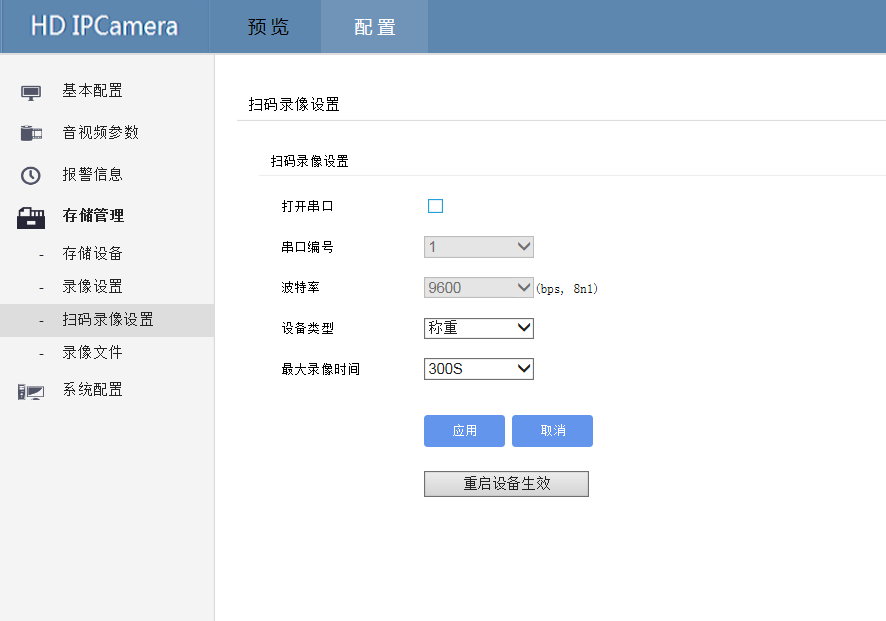 HD IPCamera 预览 配置
基本配置
音视频参数
报警信息
存储管理
- 存储设备
- 录像设置
- 扫码录像设置
- 录像文件
系统配置
扫码录像设置
扫码录像设置
打开串口
串口编号 1
波特率 9600 (bps, 8n1)
设备类型 称重
最大录像时间 300S
应用 取消
重启设备生效